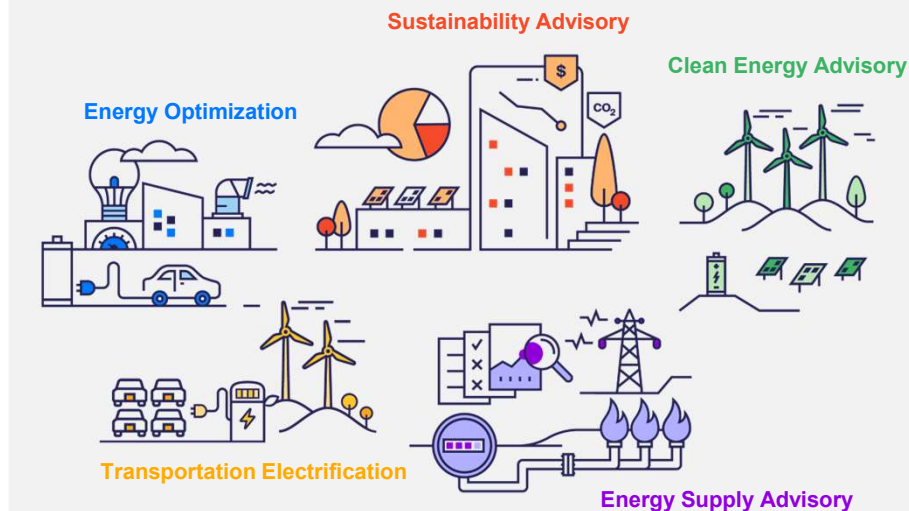 Sustainability Advisory
Clean Energy Advisory
Energy Optimization
$
CO₂
Transportation Electrification
Energy Supply Advisory